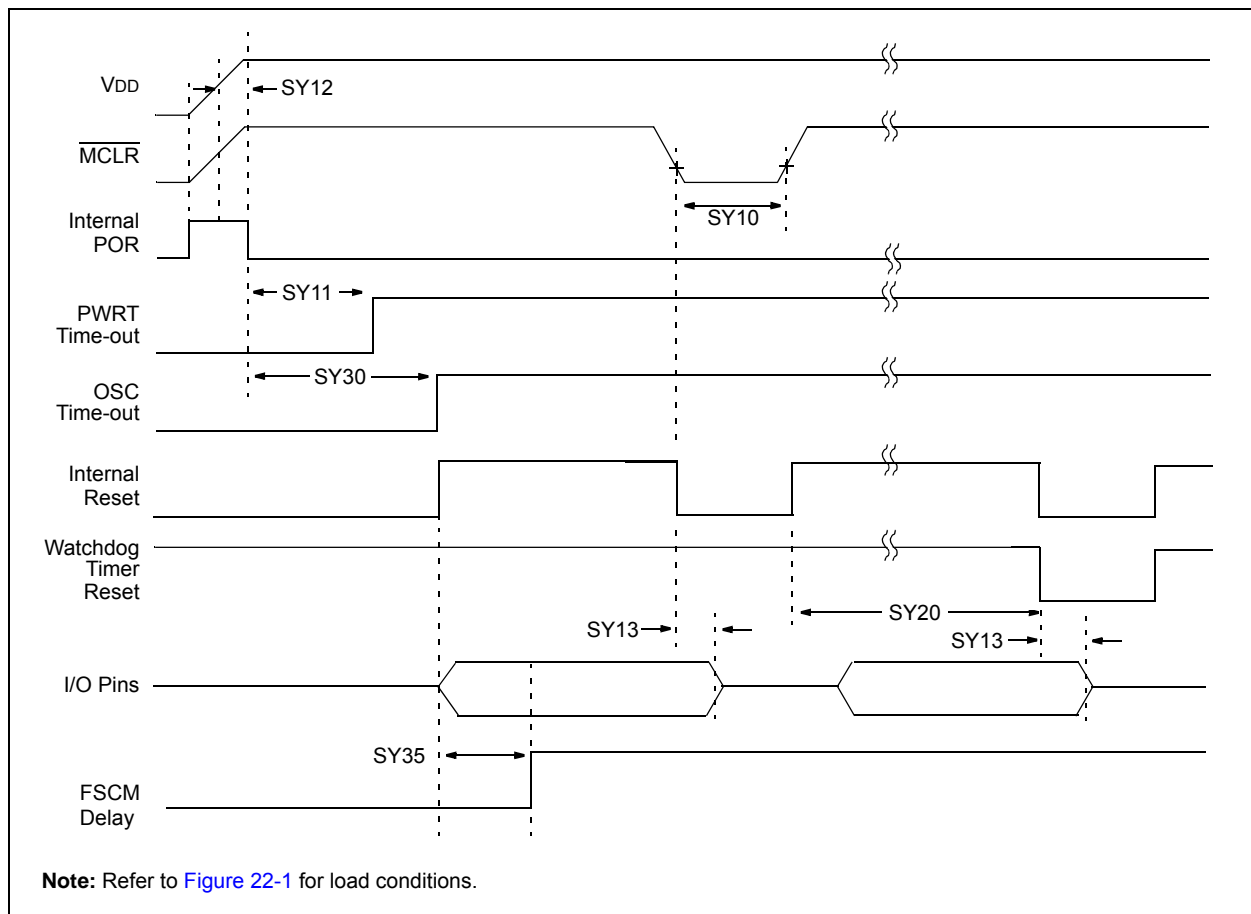 VDD
SY12
MCLR
SY10
Internal
POR
SY11
PWRT
Time-out
SY30
OSC
Time-out
Internal
Reset
Watchdog
Timer
Reset
SY20
SY13
SY13
I/O Pins
SY35
FSCM
Delay
Note: Refer to Figure 22-1 for load conditions.